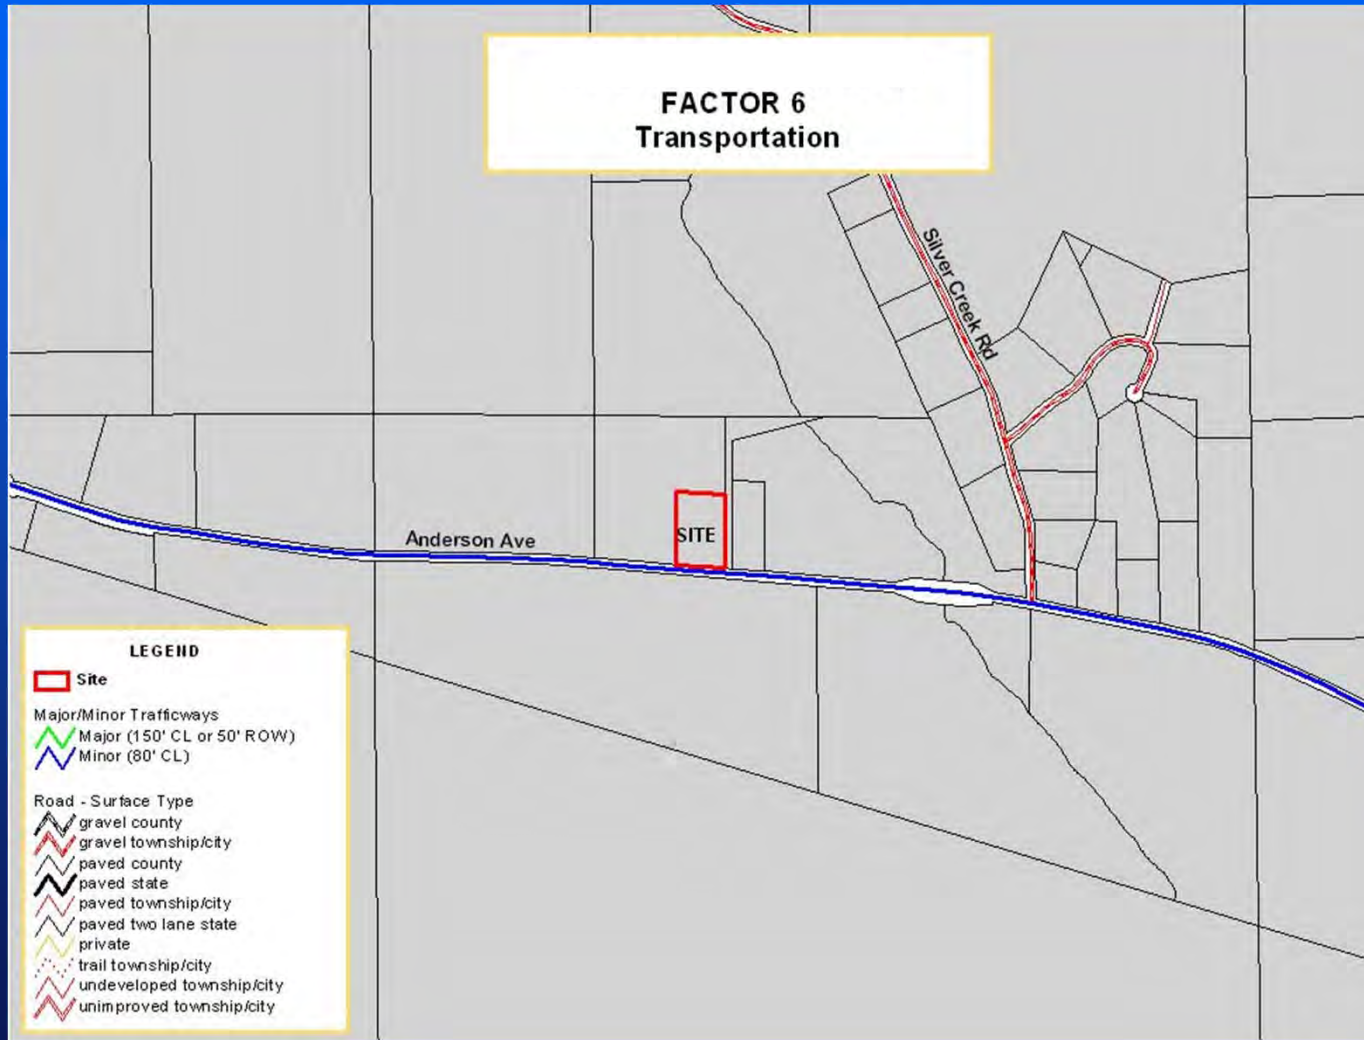 FACTOR 6
Transportation
Silver Creek Rd
Anderson Ave
SITE
LEGEND
Site
Major/Minor Trafficways
Major (150' CL or 50' ROW)
Minor (80' CL)
Road - Surface Type
gravel county
gravel township/city
paved county
paved state
paved township/city
paved two lane state
private
trail township/city
undeveloped township/city
unimproved township/city